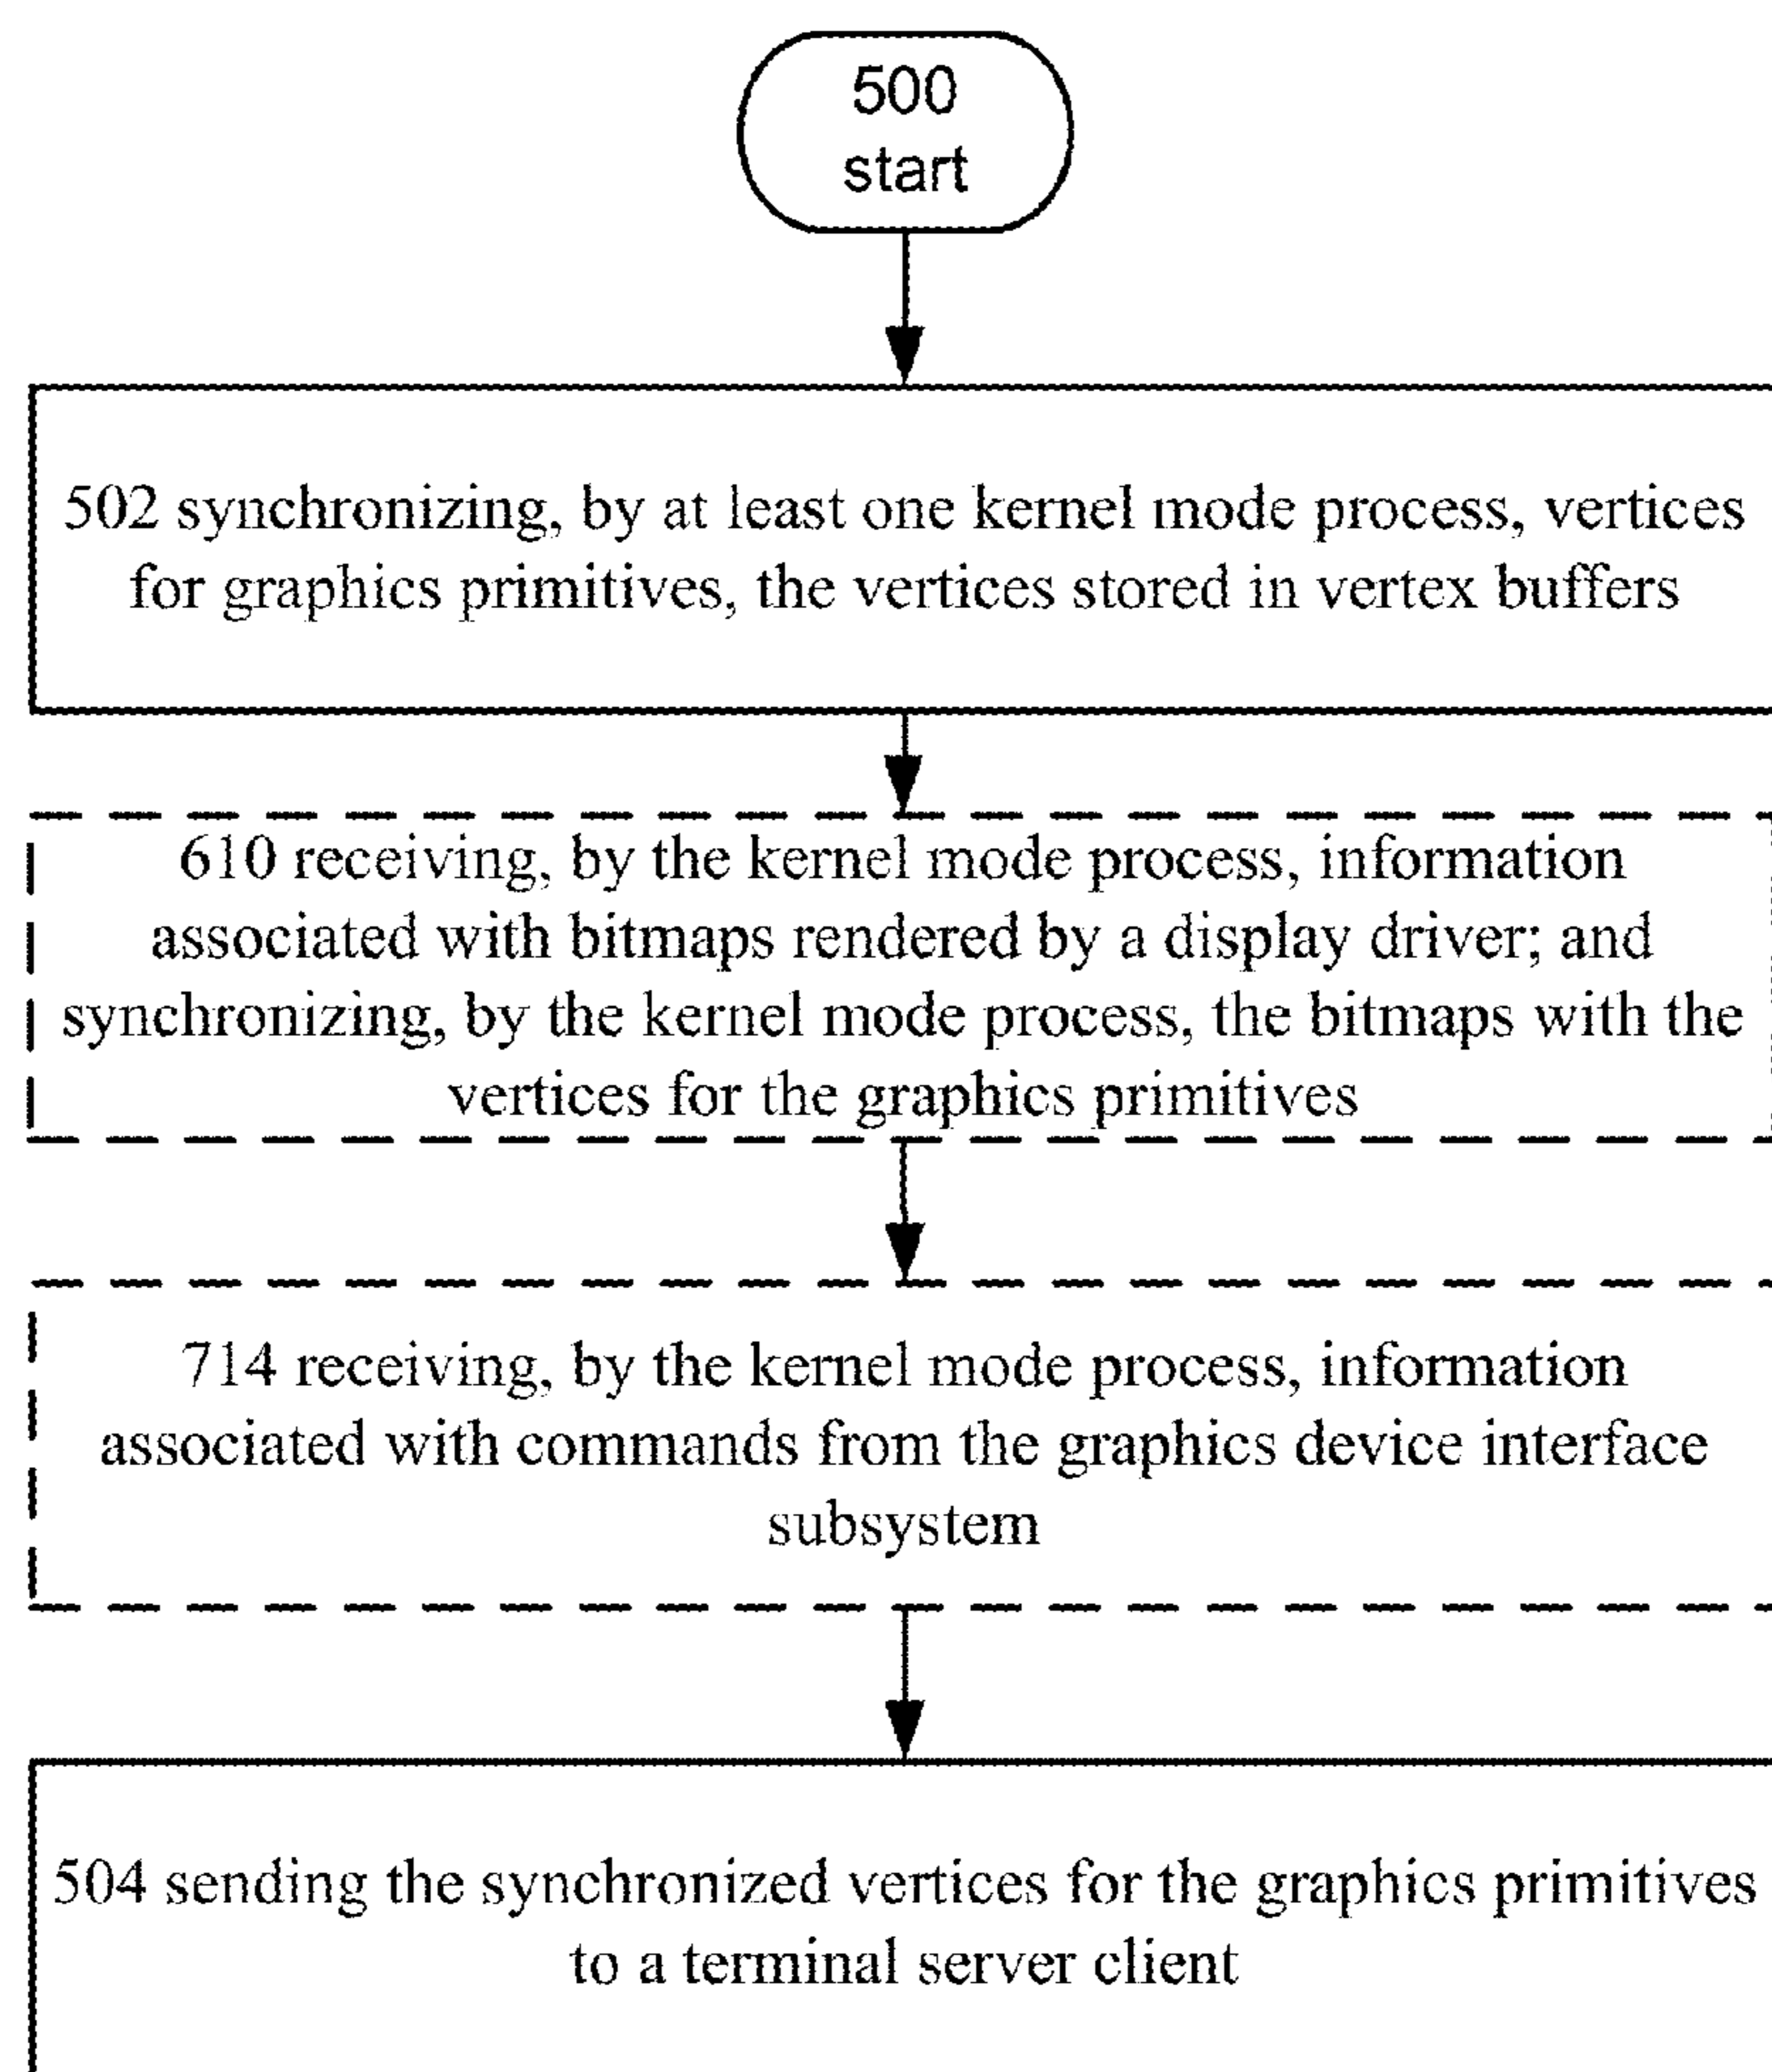 500
start
502 synchronizing, by at least one kernel mode process, vertices
for graphics primitives, the vertices stored in vertex buffers
610 receiving, by the kernel mode process, information
associated with bitmaps rendered by a display driver; and
synchronizing, by the kernel mode process, the bitmaps with the
vertices for the graphics primitives
714 receiving, by the kernel mode process, information
associated with commands from the graphics device interface
subsystem
504 sending the synchronized vertices for the graphics primitives
to a terminal server client